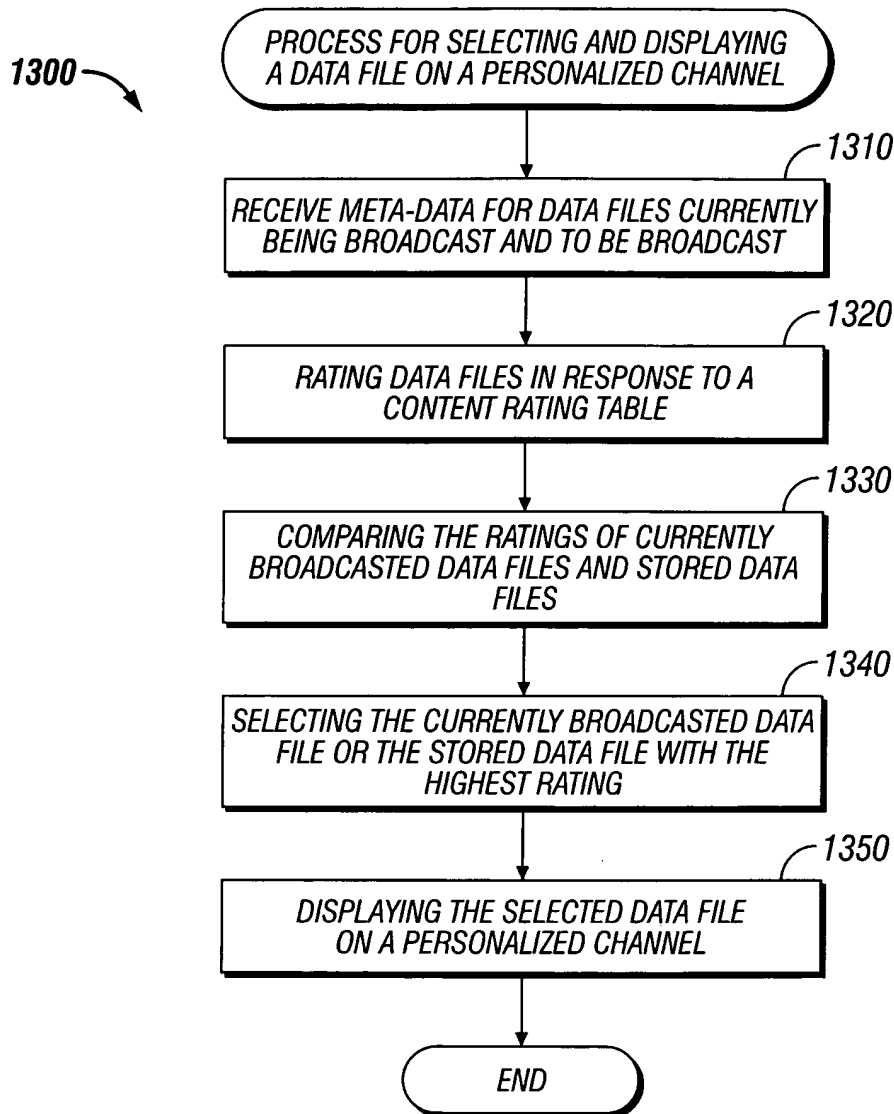 PROCESS FOR SELECTING AND DISPLAYING
A DATA FILE ON A PERSONALIZED CHANNEL
1300
1310
RECEIVE META-DATA FOR DATA FILES CURRENTLY
BEING BROADCAST AND TO BE BROADCAST
1320
RATING DATA FILES IN RESPONSE TO A
CONTENT RATING TABLE
1330
COMPARING THE RATINGS OF CURRENTLY
BROADCASTED DATA FILES AND STORED DATA
FILES
1340
SELECTING THE CURRENTLY BROADCASTED DATA
FILE OR THE STORED DATA FILE WITH THE
HIGHEST RATING
1350
DISPLAYING THE SELECTED DATA FILE
ON A PERSONALIZED CHANNEL
END